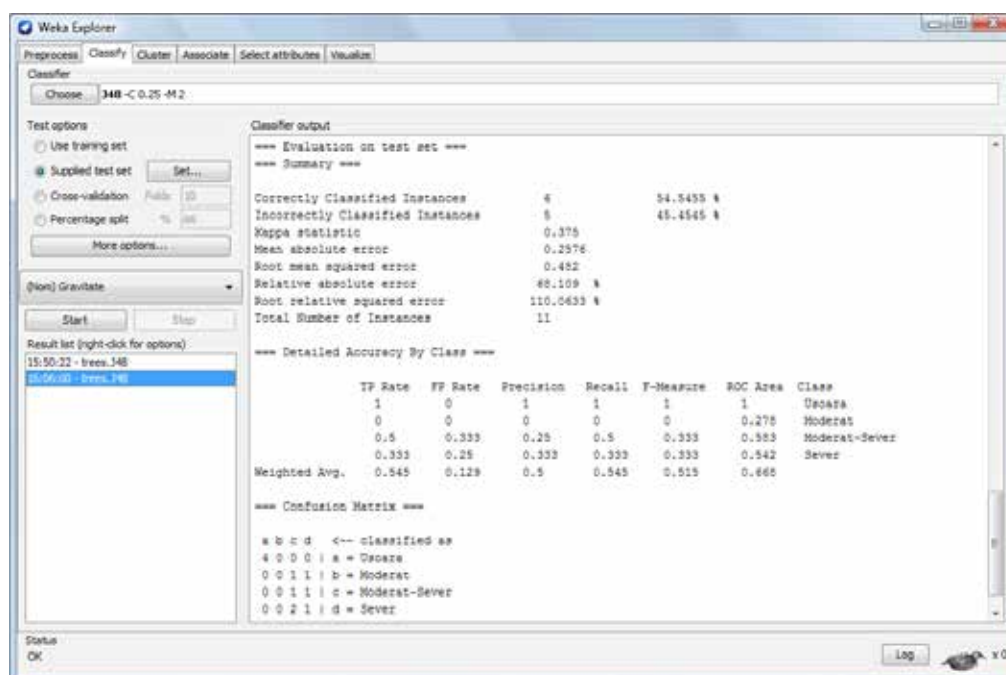 Weka Explorer
Preprocess Classify Cluster Associate Select attributes Visualize
Classifier
Choose J48 -C 0.25 -M 2
Test options
Use training set
Supplied test set Set...
Cross-validation Folds 10
Percentage split %
More options...
(Nom) Gravitate
Start Stop
Result list (right-click for options)
15:50:22 - trees.J48
15:06:00 - trees.J48
Classifier output
=== Evaluation on test set ===
=== Summary ===
Correctly Classified Instances 6 54.5455 %
Incorrectly Classified Instances 5 45.4545 %
Kappa statistic 0.375
Mean absolute error 0.2576
Root mean squared error 0.482
Relative absolute error 68.109 %
Root relative squared error 110.0633 %
Total Number of Instances 11
=== Detailed Accuracy By Class ===
TP Rate FP Rate Precision Recall F-Measure ROC Area Class
1 0 1 1 1 1 Usoara
0 0 0 0 0 0.278 Moderat
0.5 0.333 0.25 0.5 0.333 0.583 Moderat-Sever
0.333 0.25 0.333 0.333 0.333 0.542 Sever
Weighted Avg. 0.545 0.129 0.5 0.545 0.515 0.665
=== Confusion Matrix ===
a b c d <-- classified as
4 0 0 0 | a = Usoara
0 0 1 1 | b = Moderat
0 0 1 1 | c = Moderat-Sever
0 0 2 1 | d = Sever
Status
OK
Log x 0